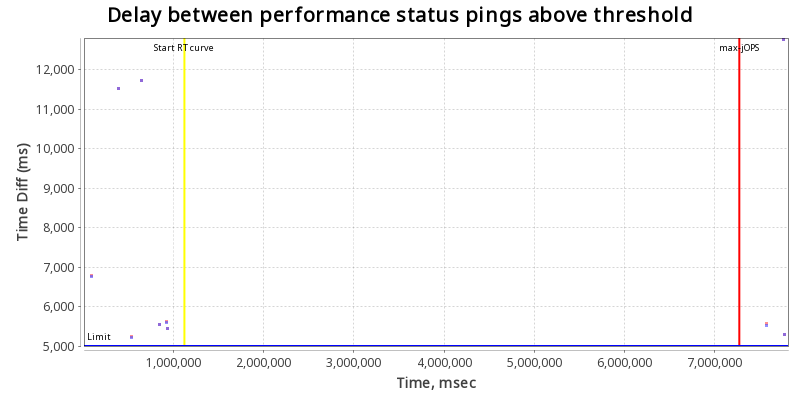 Delay between performance status pings above threshold
Start RT curve
max-jOPS
Time Diff (ms)
12,000
11,000
10,000
9,000
8,000
7,000
6,000
5,000
Limit
1,000,000
2,000,000
3,000,000
4,000,000
5,000,000
6,000,000
7,000,000
Time, msec